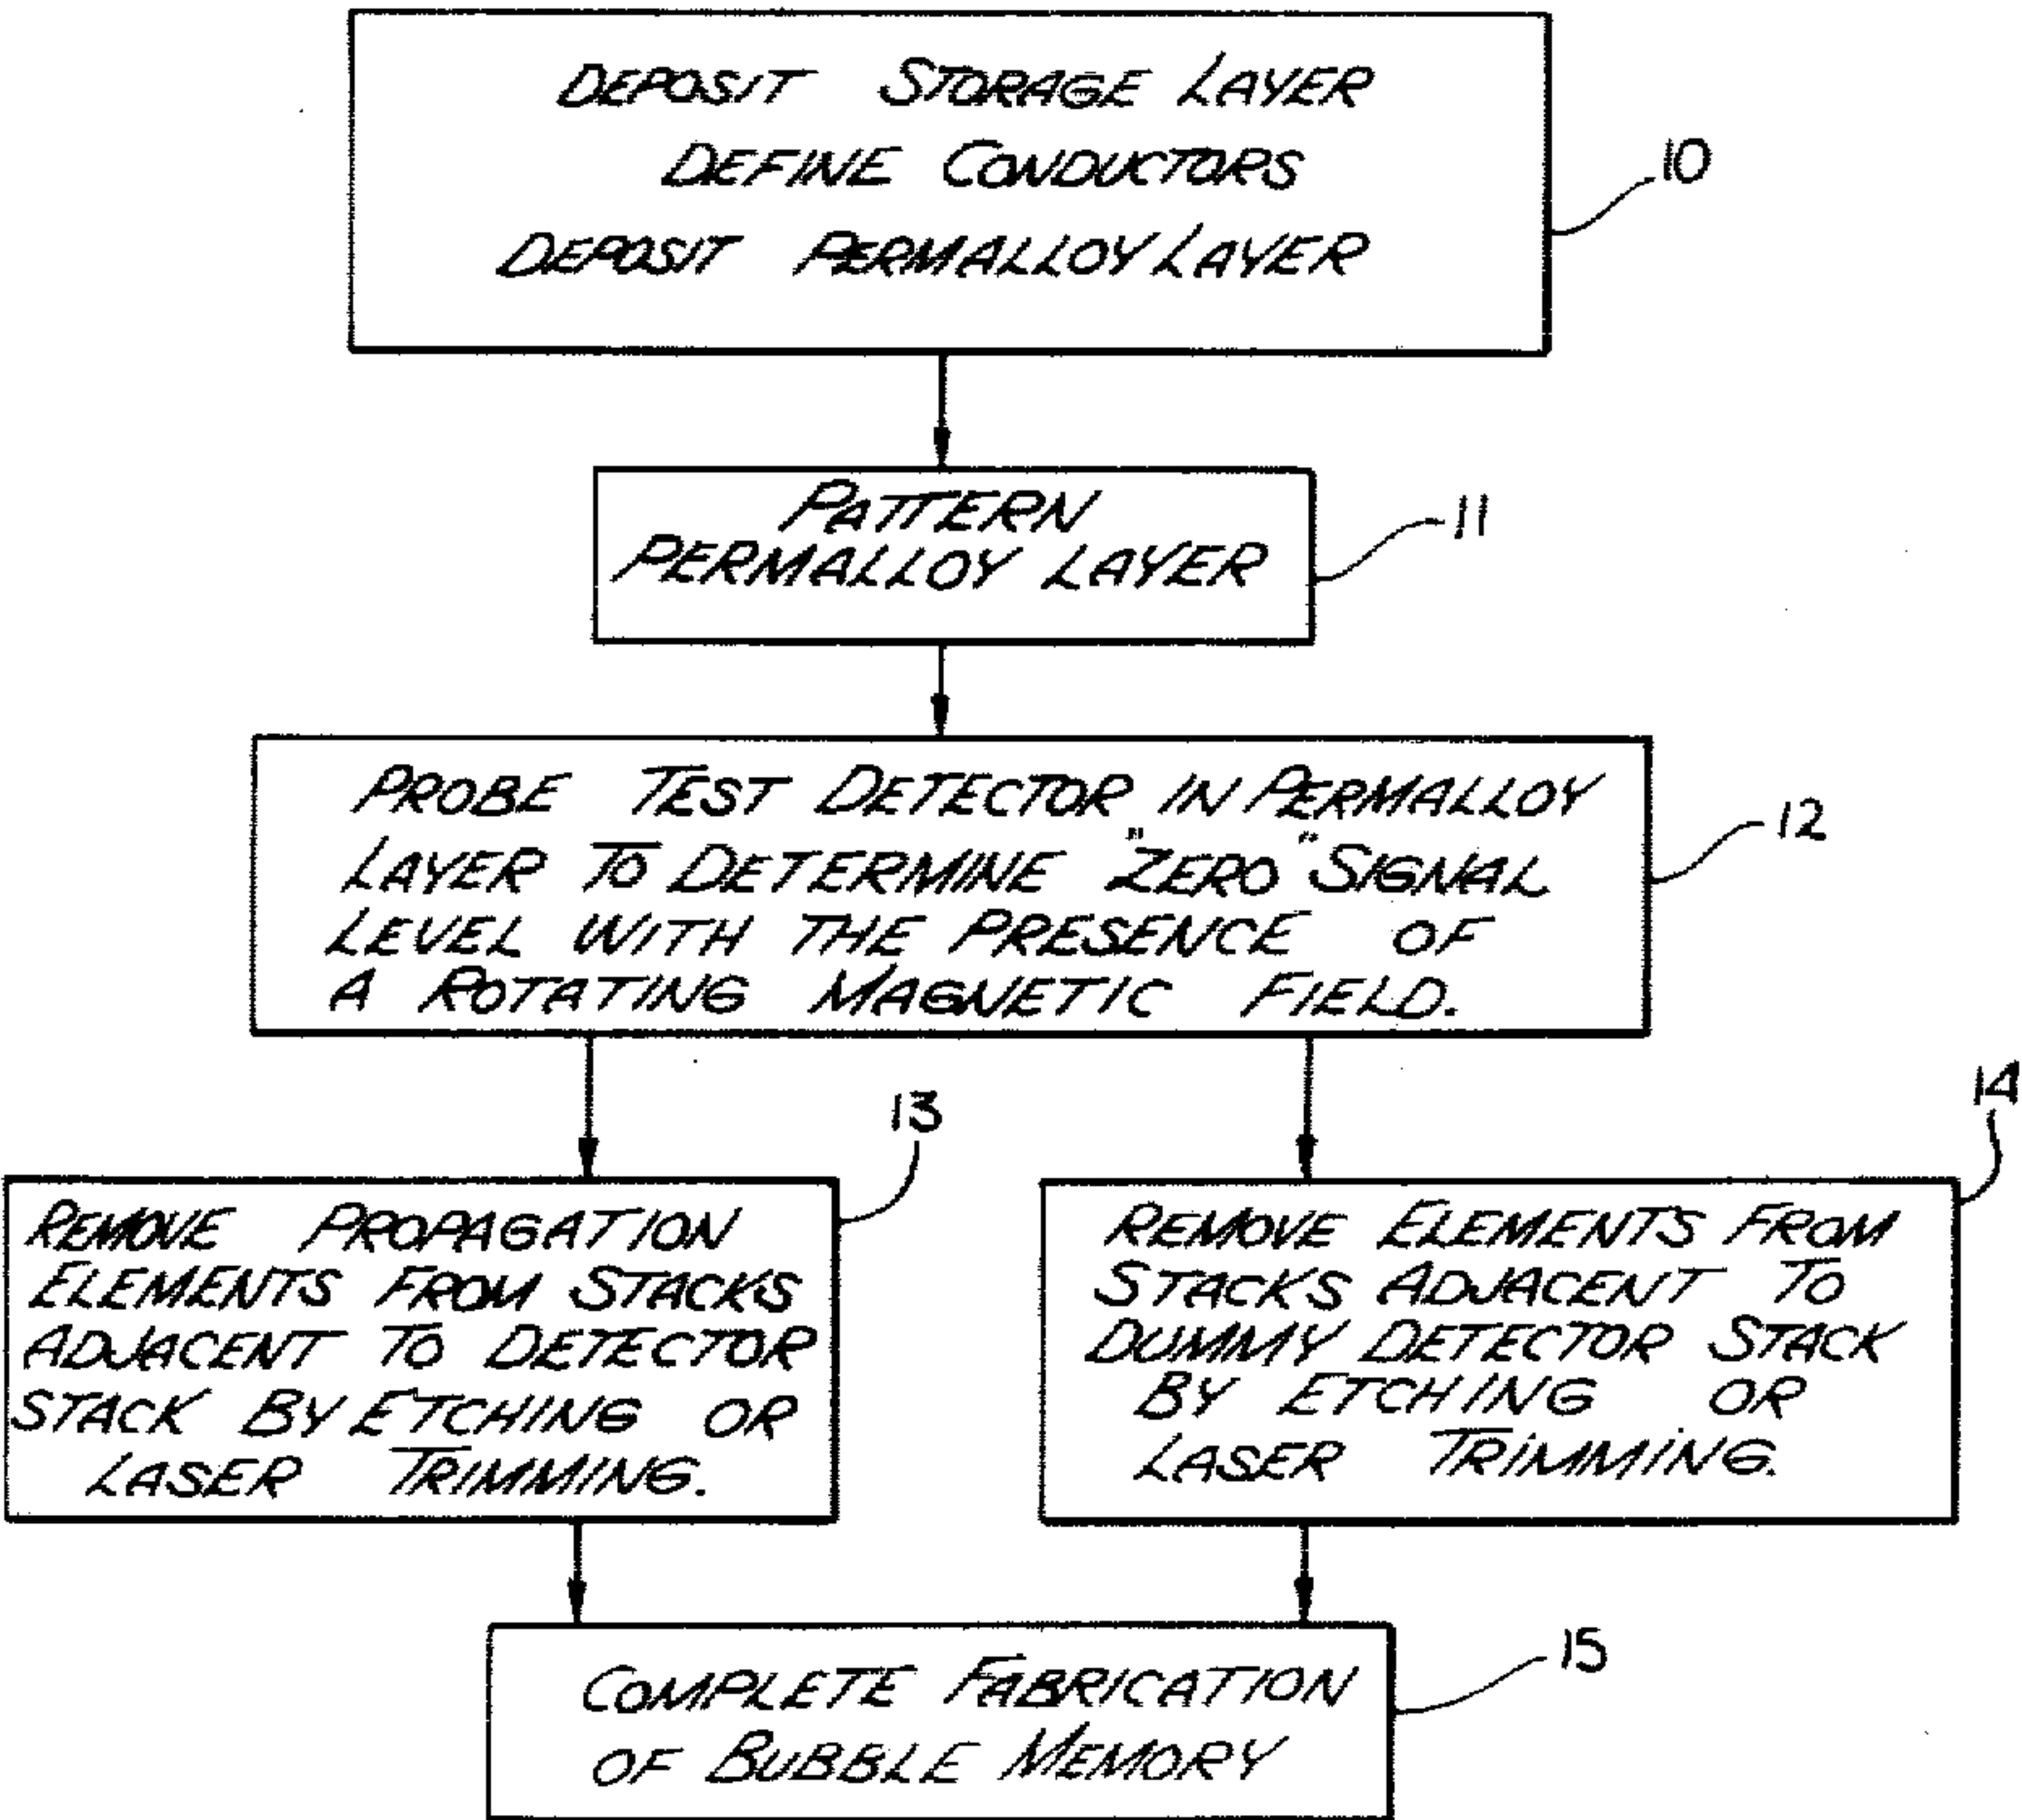 DEPOSIT STORAGE LAYER
DEFINE CONDUCTORS
DEPOSIT PERMALLOY LAYER
10
PATTERN
PERMALLOY LAYER
11
PROBE TEST DETECTOR IN PERMALLOY
LAYER TO DETERMINE "ZERO" SIGNAL
LEVEL WITH THE PRESENCE OF
A ROTATING MAGNETIC FIELD.
12
REMOVE PROPAGATION
ELEMENTS FROM STACKS
ADJACENT TO DETECTOR
STACK BY ETCHING OR
LASER TRIMMING.
13
REMOVE ELEMENTS FROM
STACKS ADJACENT TO
DUMMY DETECTOR STACK
BY ETCHING OR
LASER TRIMMING.
14
COMPLETE FABRICATION
OF BUBBLE MEMORY
15